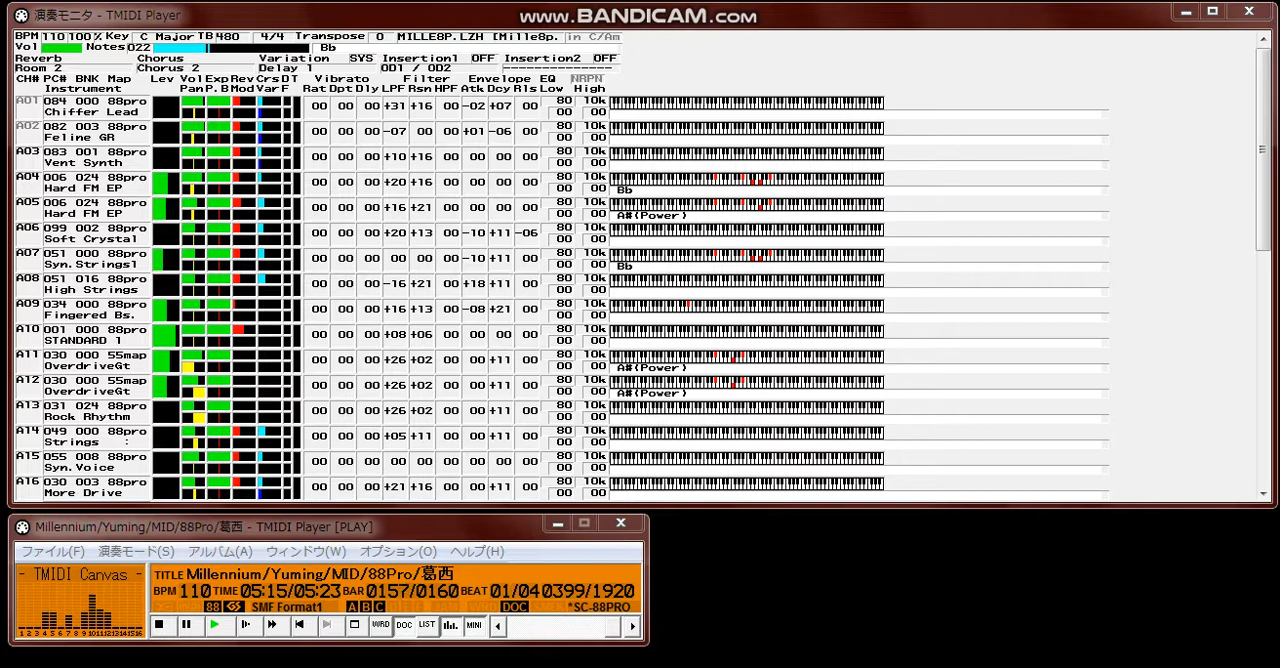 演奏モニタ - TMIDI Player
www.BANDICAM.com
BPM 110 100% Key C Major TB 480 4/4 Transpose 0 MILLE8P.LZH [Mille8p. in C/Am
Vol Notes 022 Bb
Reverb Chorus Variation SYS Insertion1 OFF Insertion2 OFF
Room 2 Chorus 2 Delay 1 OD1 / OD2 ---------------
CH# PC# BNK Map Lev Vol Exp Rev Crs DT Vibrato Filter Envelope EQ NRPN
Instrument Pan P.B Mod Var F Rat Dpt Dly LPF Rsn HPF Atk Dcy Rls Low High
A01 084 000 88pro 00 00 00 +31 +16 00 -02 +07 00 80 10k
Chiffer Lead 00 00
A02 082 003 88pro 00 00 00 -07 00 00 +01 -06 00 80 10k
Feline GR 00 00
A03 083 001 88pro 00 00 00 +10 +16 00 00 00 00 80 10k
Vent Synth 00 00
A04 006 024 88pro 00 00 00 +20 +16 00 00 00 00 80 10k
Hard FM EP 00 00 Bb
A05 006 024 88pro 00 00 00 +16 +21 00 00 00 00 80 10k
Hard FM EP 00 00 A#(Power)
A06 099 002 88pro 00 00 00 +20 +13 00 -10 +11 -06 80 10k
Soft Crystal 00 00
A07 051 000 88pro 00 00 00 00 00 00 -10 +11 00 80 10k
Syn.Strings1 00 00 Bb
A08 051 016 88pro 00 00 00 -16 +21 00 +18 +11 00 80 10k
High Strings 00 00
A09 034 000 88pro 00 00 00 +16 +13 00 -08 +21 00 80 10k
Fingered Bs. 00 00
A10 001 000 88pro 00 00 00 +08 +06 00 00 00 00 80 10k
STANDARD 1 00 00
A11 030 000 55map 00 00 00 +26 +02 00 00 +11 00 80 10k
OverdriveGt 00 00 A#(Power)
A12 030 000 55map 00 00 00 +26 +02 00 00 +11 00 80 10k
OverdriveGt 00 00 A#(Power)
A13 031 024 88pro 00 00 00 +26 +02 00 00 +11 00 80 10k
Rock Rhythm 00 00
A14 049 000 88pro 00 00 00 +05 +11 00 00 +11 00 80 10k
Strings : 00 00
A15 055 008 88pro 00 00 00 00 00 00 00 00 00 80 10k
Syn.Voice 00 00
A16 030 003 88pro 00 00 00 +21 +16 00 00 +11 00 80 10k
More Drive 00 00
Millennium/Yuming/MID/88Pro/葛西 - TMIDI Player [PLAY]
ファイル(F) 演奏モード(S) アルバム(A) ウィンドウ(W) オプション(O) ヘルプ(H)
- TMIDI Canvas -
1 2 3 4 5 6 7 8 9 10 11 12 13 14 15 16
TITLE Millennium/Yuming/MID/88Pro/葛西
BPM 110 TIME 05:15/05:23 BAR 0157/0160 BEAT 01/04 0399/1920
88 GS SMF Format1 A B C DOC *SC-88PRO
WRD DOC LIST MINI